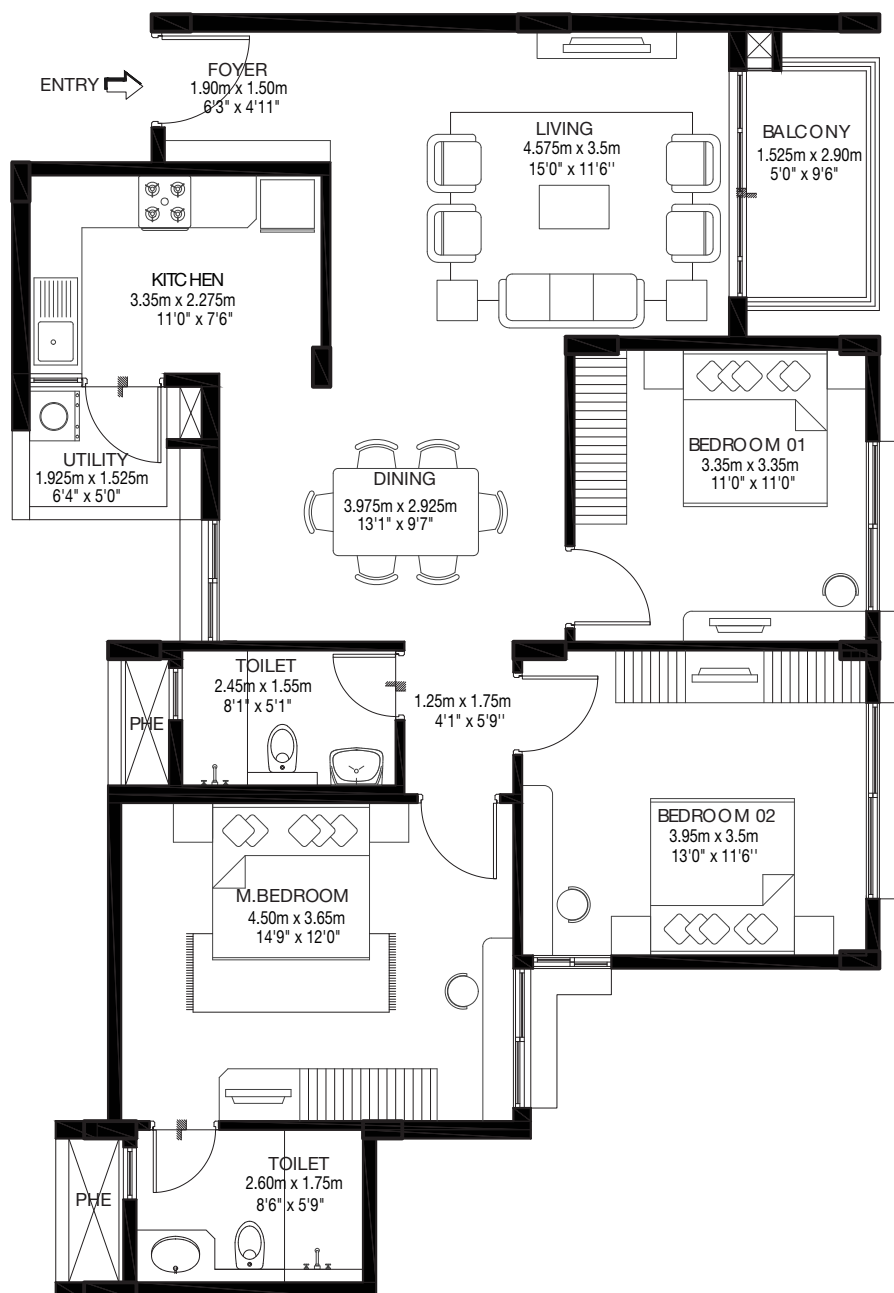 ENTRY
FOYER
1.90m x 1.50m
6'3" x 4'11"
LIVING
4.575m x 3.5m
15'0" x 11'6''
BALCONY
1.525m x 2.90m
5'0" x 9'6"
KITCHEN
3.35m x 2.275m
11'0" x 7'6"
UTILITY
1.925m x 1.525m
6'4" x 5'0"
DINING
3.975m x 2.925m
13'1" x 9'7"
BEDROOM 01
3.35m x 3.35m
11'0" x 11'0"
TOILET
2.45m x 1.55m
8'1" x 5'1"
PHE
1.25m x 1.75m
4'1" x 5'9''
BEDROOM 02
3.95m x 3.5m
13'0" x 11'6''
M.BEDROOM
4.50m x 3.65m
14'9" x 12'0"
TOILET
2.60m x 1.75m
8'6" x 5'9"
PHE